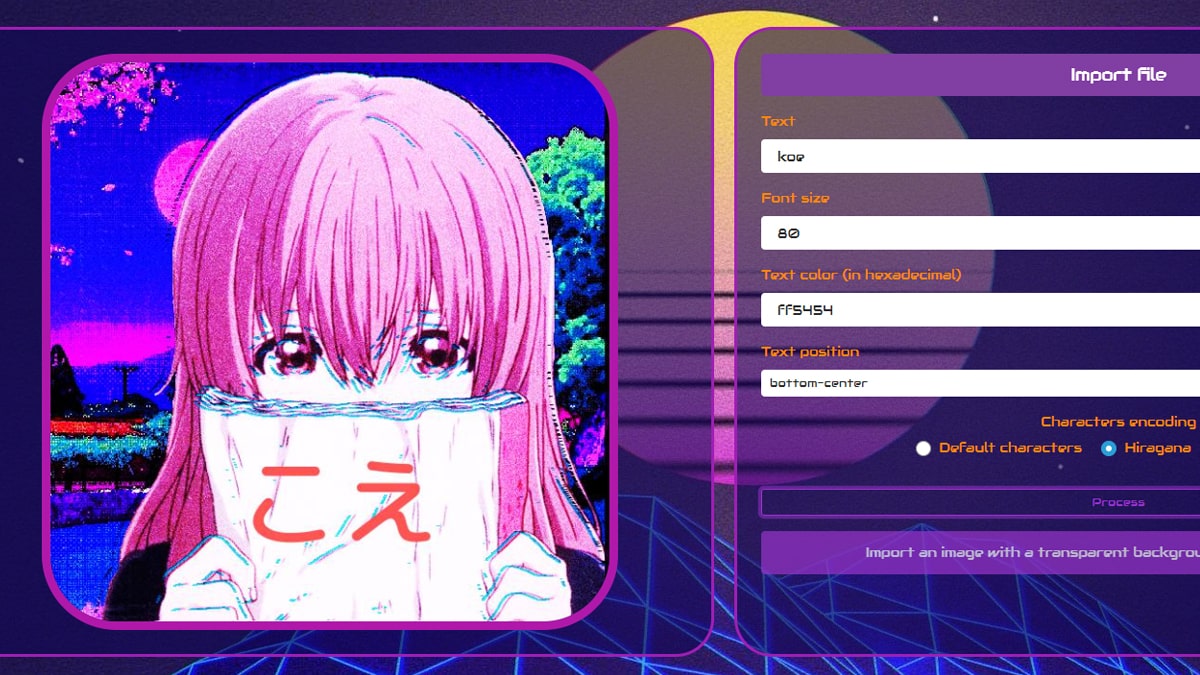 こえ
Import file
Text
koe
Font size
80
Text color (in hexadecimal)
ff5454
Text position
bottom-center
Characters encoding
Default characters Hiragana
Process
Import an image with a transparent